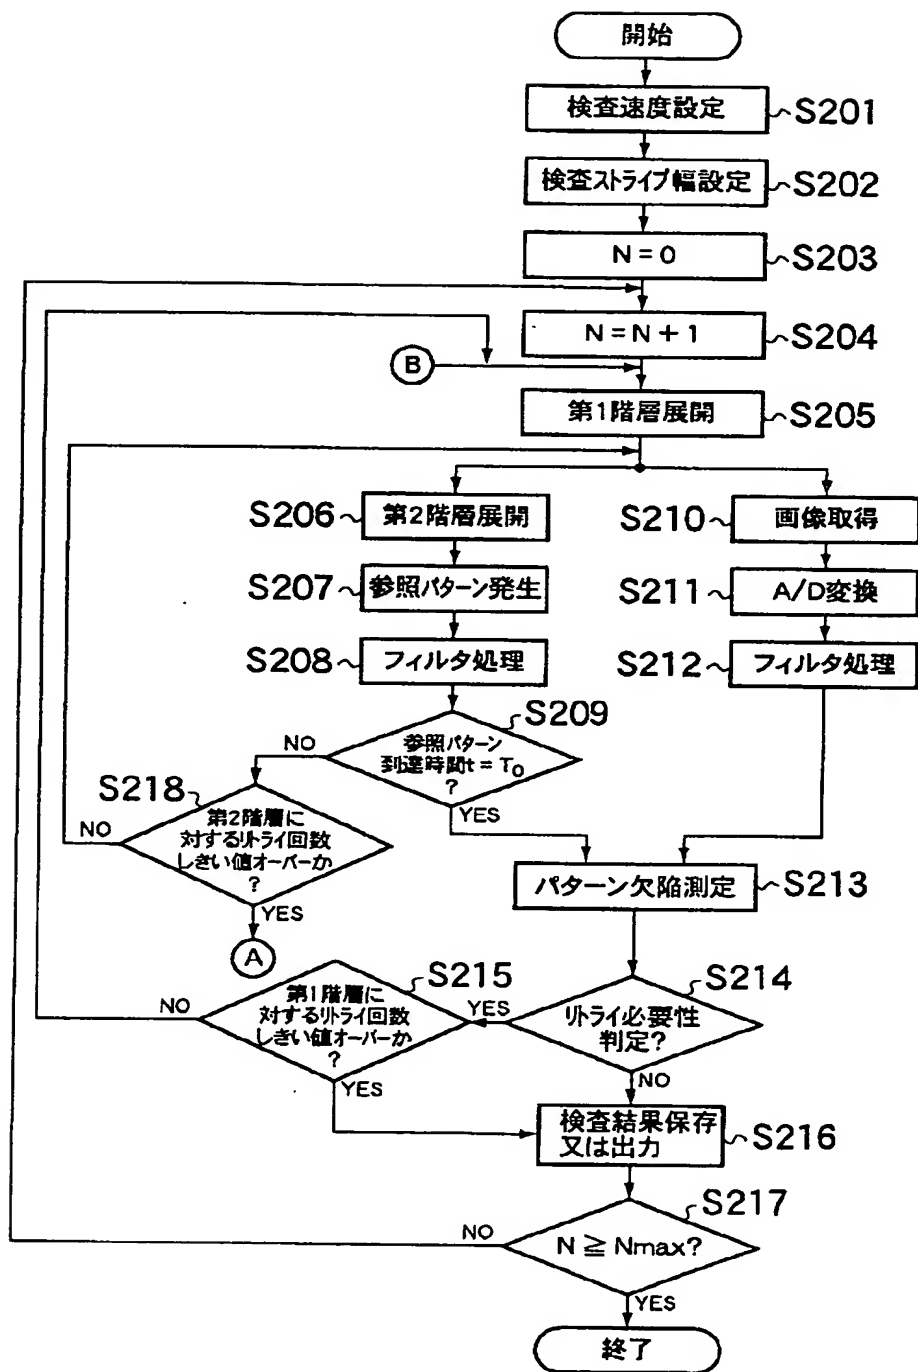 開始
検査速度設定
S201
検査ストライプ幅設定
S202
N=0
S203
N=N+1
S204
B
第1階層展開
S205
S206
第2階層展開
S210
画像取得
S207
参照パターン発生
S211
A/D変換
S208
フィルタ処理
S212
フィルタ処理
S209
NO
参照パターン
到達時間t=T0
?
YES
S218
NO
第2階層に
対するリトライ回数
しきい値オーバーか
?
YES
A
パターン欠陥測定
S213
S215
NO
第1階層に
対するリトライ回数
しきい値オーバーか
?
YES
S214
YES
リトライ必要性
判定?
NO
検査結果保存
又は出力
S216
S217
NO
N≧Nmax?
YES
終了